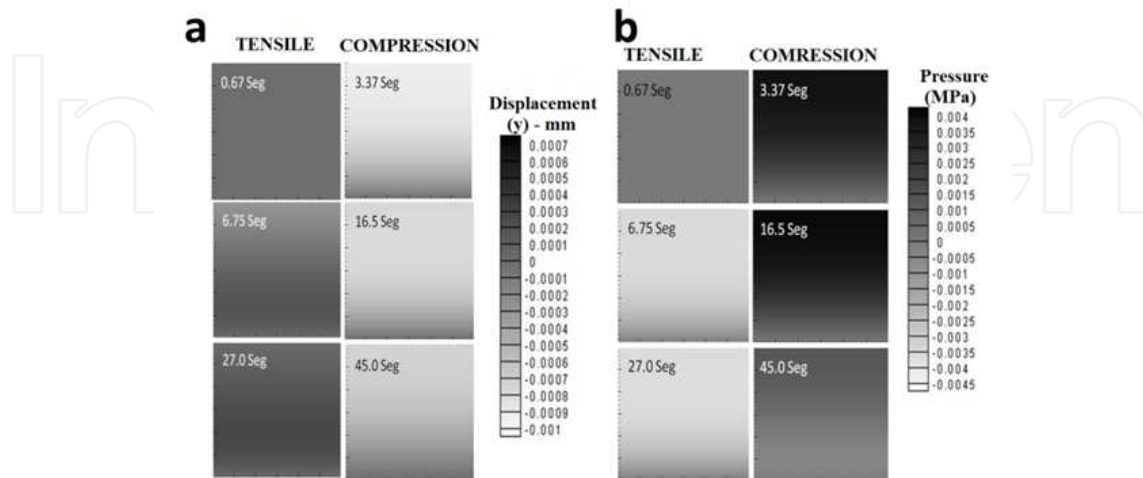 a
TENSILE COMPRESSION
0.67 Seg
3.37 Seg
6.75 Seg
16.5 Seg
27.0 Seg
45.0 Seg
Displacement
(y) - mm
0.0007
0.0006
0.0005
0.0004
0.0003
0.0002
0.0001
0
-0.0001
-0.0002
-0.0003
-0.0004
-0.0005
-0.0006
-0.0007
-0.0008
-0.0009
-0.001
b
TENSILE COMRESSION
0.67 Seg
3.37 Seg
6.75 Seg
16.5 Seg
27.0 Seg
45.0 Seg
Pressure
(MPa)
0.004
0.0035
0.003
0.0025
0.002
0.0015
0.001
0.0005
0
-0.0005
-0.001
-0.0015
-0.002
-0.0025
-0.003
-0.0035
-0.004
-0.0045
In
en